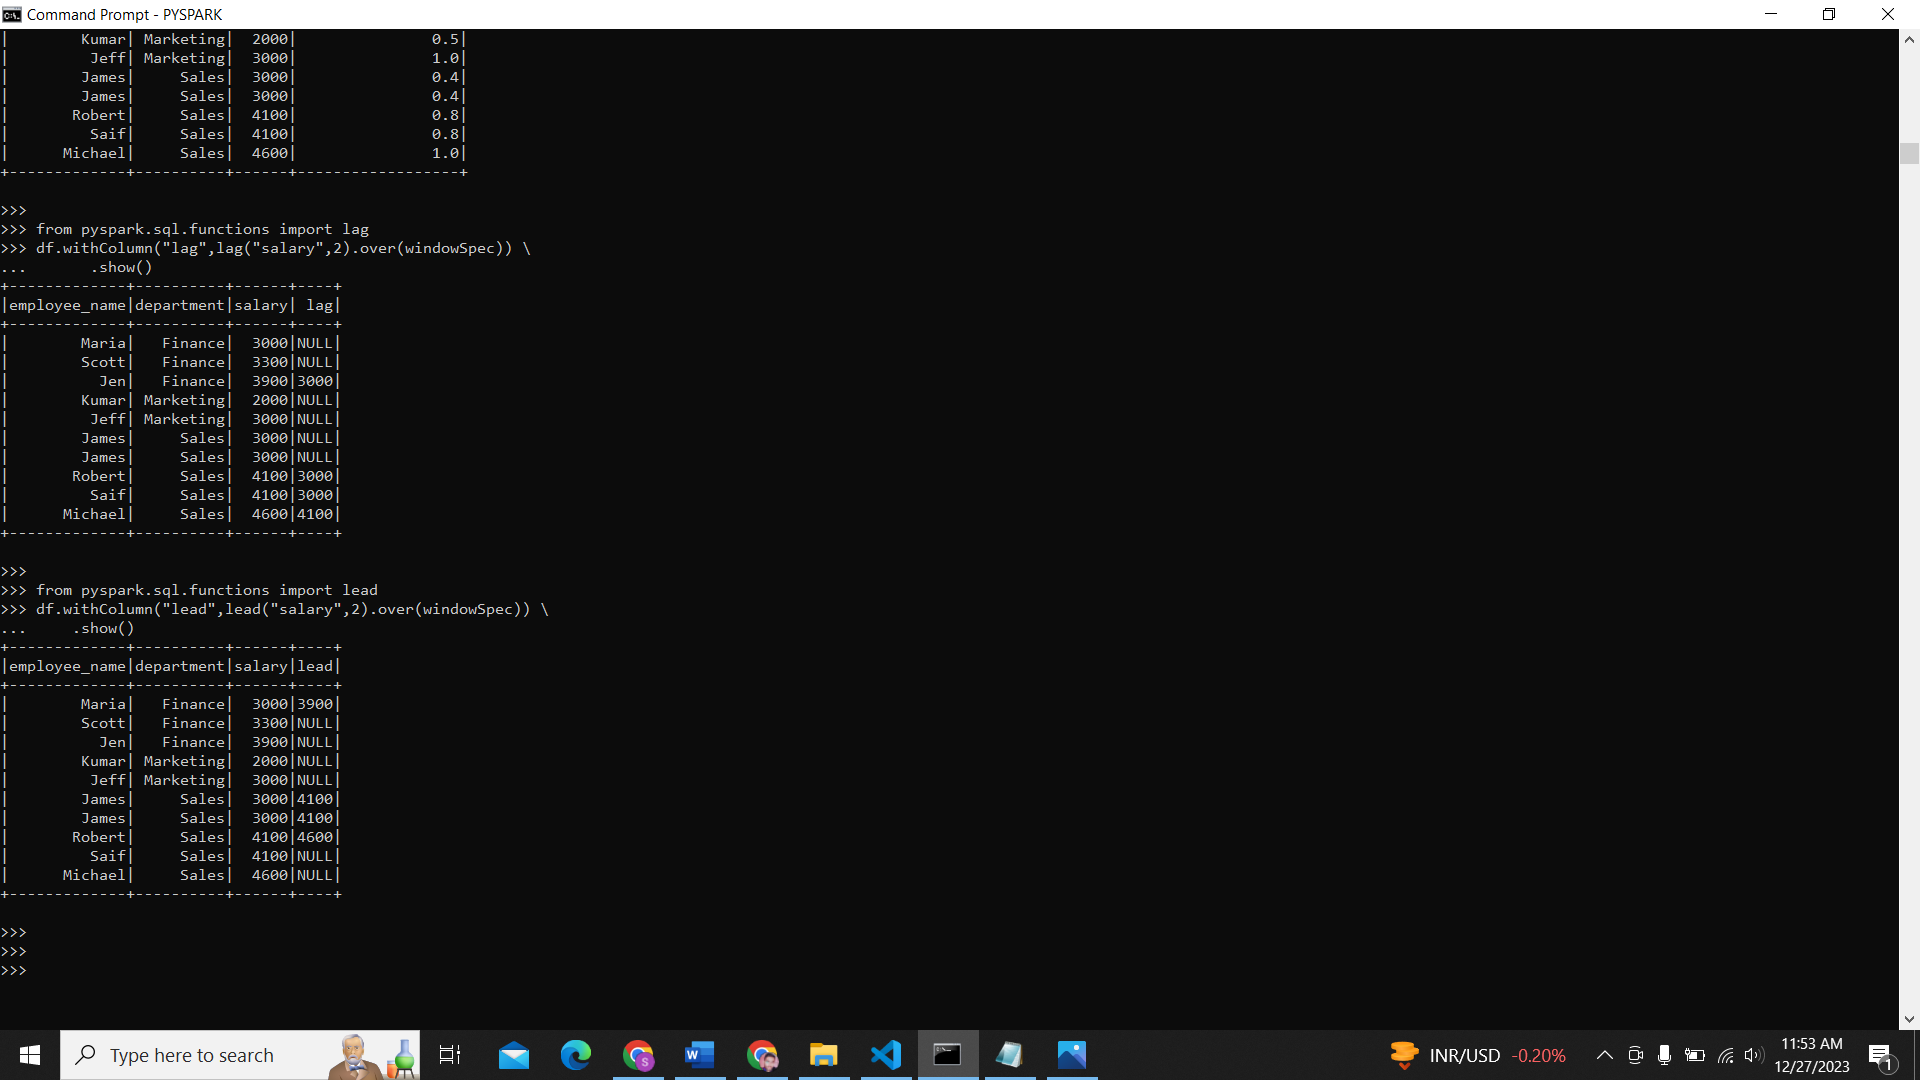 Command Prompt - PYSPARK
|        Kumar| Marketing|  2000|               0.5|
|         Jeff| Marketing|  3000|               1.0|
|        James|     Sales|  3000|               0.4|
|        James|     Sales|  3000|               0.4|
|       Robert|     Sales|  4100|               0.8|
|         Saif|     Sales|  4100|               0.8|
|      Michael|     Sales|  4600|               1.0|
+-------------+----------+------+------------------+
>>>
>>> from pyspark.sql.functions import lag
>>> df.withColumn("lag",lag("salary",2).over(windowSpec)) \
...       .show()
+-------------+----------+------+----+
|employee_name|department|salary| lag|
+-------------+----------+------+----+
|        Maria|   Finance|  3000|NULL|
|        Scott|   Finance|  3300|NULL|
|          Jen|   Finance|  3900|3000|
|        Kumar| Marketing|  2000|NULL|
|         Jeff| Marketing|  3000|NULL|
|        James|     Sales|  3000|NULL|
|        James|     Sales|  3000|NULL|
|       Robert|     Sales|  4100|3000|
|         Saif|     Sales|  4100|3000|
|      Michael|     Sales|  4600|4100|
+-------------+----------+------+----+
>>>
>>> from pyspark.sql.functions import lead
>>> df.withColumn("lead",lead("salary",2).over(windowSpec)) \
...     .show()
+-------------+----------+------+----+
|employee_name|department|salary|lead|
+-------------+----------+------+----+
|        Maria|   Finance|  3000|3900|
|        Scott|   Finance|  3300|NULL|
|          Jen|   Finance|  3900|NULL|
|        Kumar| Marketing|  2000|NULL|
|         Jeff| Marketing|  3000|NULL|
|        James|     Sales|  3000|4100|
|        James|     Sales|  3000|4100|
|       Robert|     Sales|  4100|4600|
|         Saif|     Sales|  4100|NULL|
|      Michael|     Sales|  4600|NULL|
+-------------+----------+------+----+
>>>
>>>
>>>
Type here to search
INR/USD -0.20%
11:53 AM
12/27/2023
1